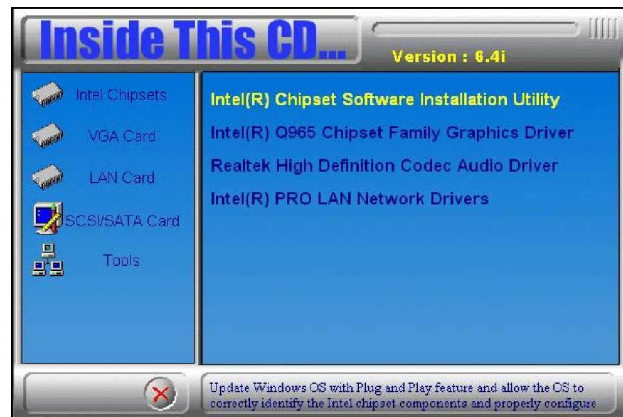 Inside This CD...
Version : 6.4i
Intel Chipsets
VGA Card
LAN Card
SCSI/SATA Card
Tools
Intel(R) Chipset Software Installation Utility
Intel(R) Q965 Chipset Family Graphics Driver
Realtek High Definition Codec Audio Driver
Intel(R) PRO LAN Network Drivers
Update Windows OS with Plug and Play feature and allow the OS to
correctly identify the Intel chipset components and properly configure